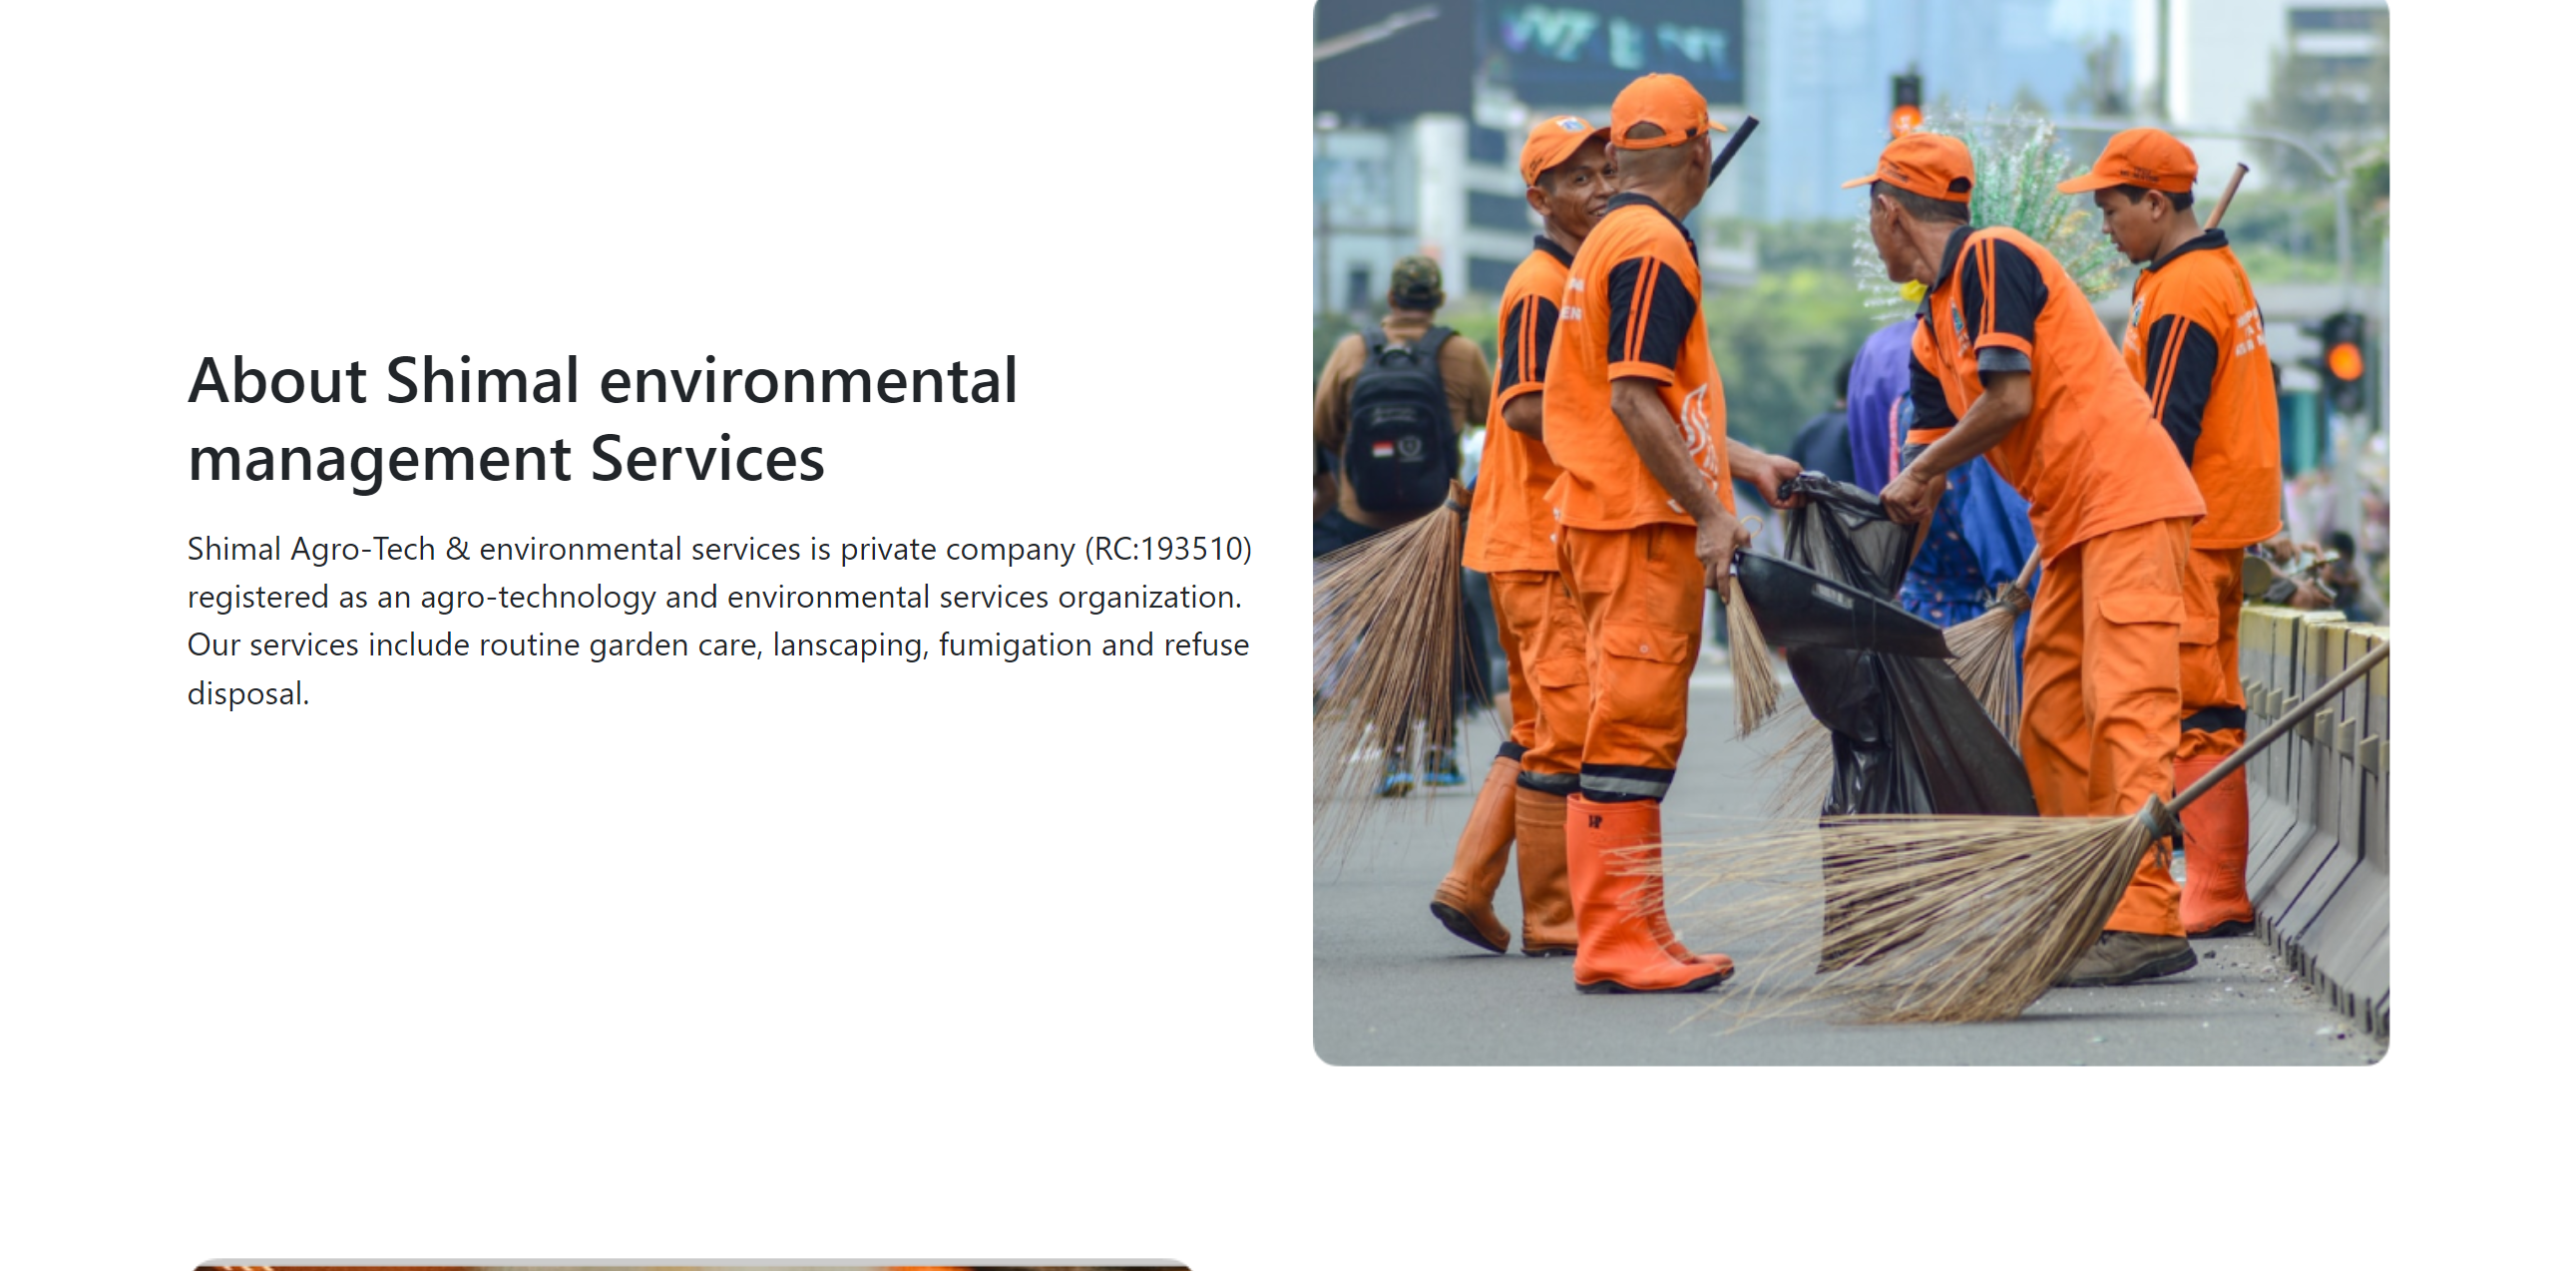 About Shimal environmental
management Services
Shimal Agro-Tech & environmental services is private company (RC:193510)
registered as an agro-technology and environmental services organization.
Our services include routine garden care, lanscaping, fumigation and refuse
disposal.